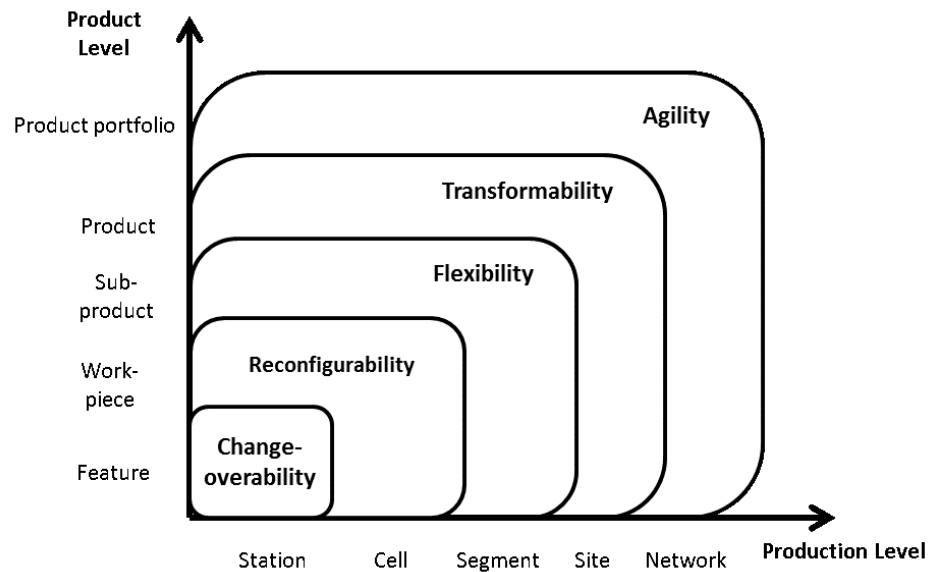 Product
Level
Product portfolio
Agility
Transformability
Product
Flexibility
Sub-
product
Reconfigurability
Work-
piece
Change-
overability
Feature
Station Cell Segment Site Network
Production Level